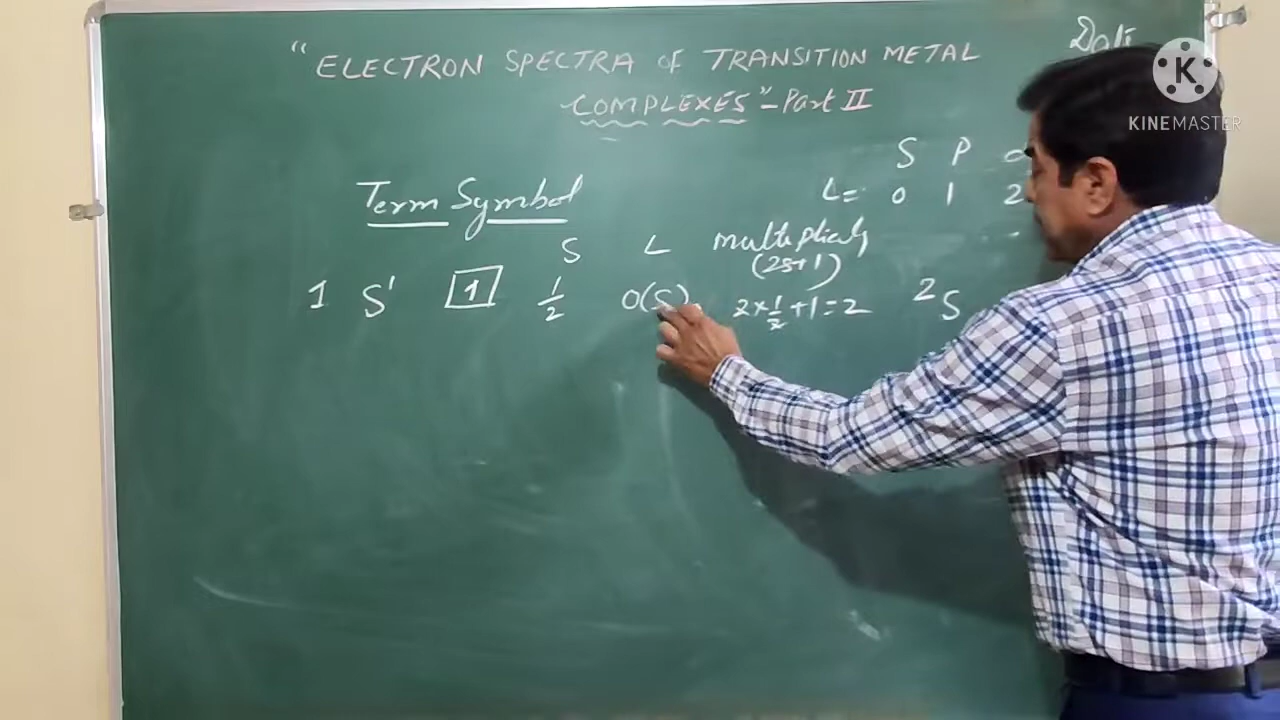 "ELECTRON SPECTRA OF TRANSITION METAL
COMPLEXES" - Part II
K
KINEMASTER
S P
L = 0 1 2
Term Symbol
S L multiplicity
(2s+1)
1 S¹ 1 1/2 0(S) 2×1/2+1=2 ²S